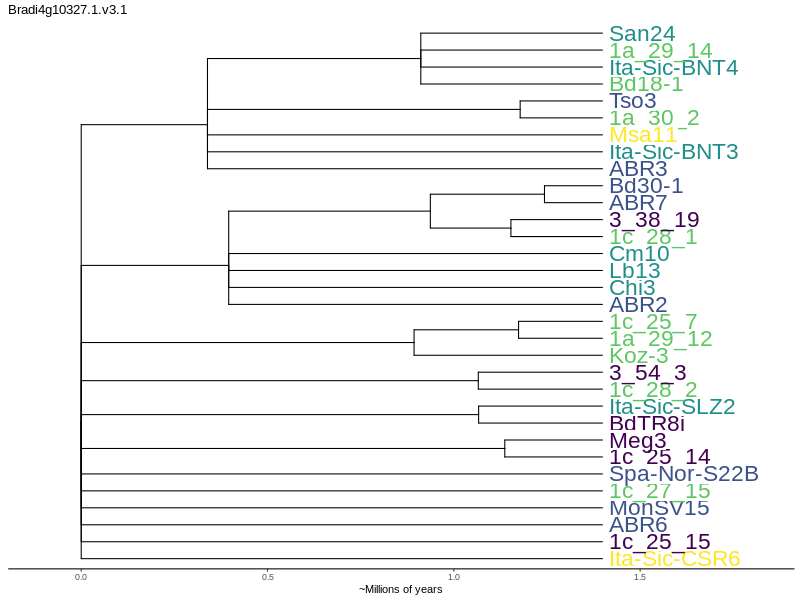 Bradi4g10327.1.v3.1
San24
1a_29_14
Ita-Sic-BNT4
Bd18-1
Tso3
1a_30_2
Msa11
Ita-Sic-BNT3
ABR3
Bd30-1
ABR7
3_38_19
1c_28_1
Cm10
Lb13
Chi3
ABR2
1c_25_7
1a_29_12
Koz-3
3_54_3
1c_28_2
Ita-Sic-SLZ2
BdTR8i
Meg3
1c_25_14
Spa-Nor-S22B
1c_27_15
MonSV15
ABR6
1c_25_15
Ita-Sic-CSR6
0.0 0.5 1.0 1.5
~Millions of years